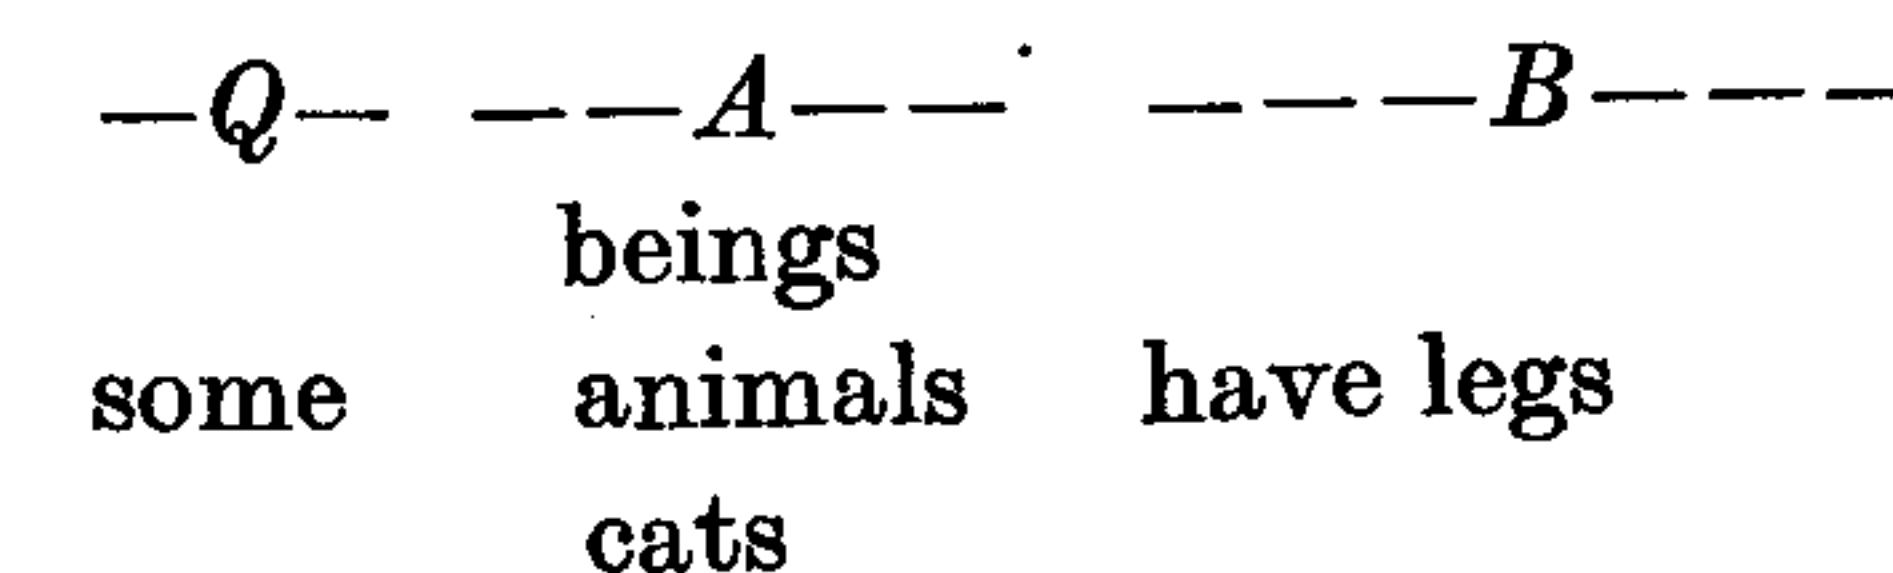 —Q— ——A—— ———B———
beings
some animals have legs
cats